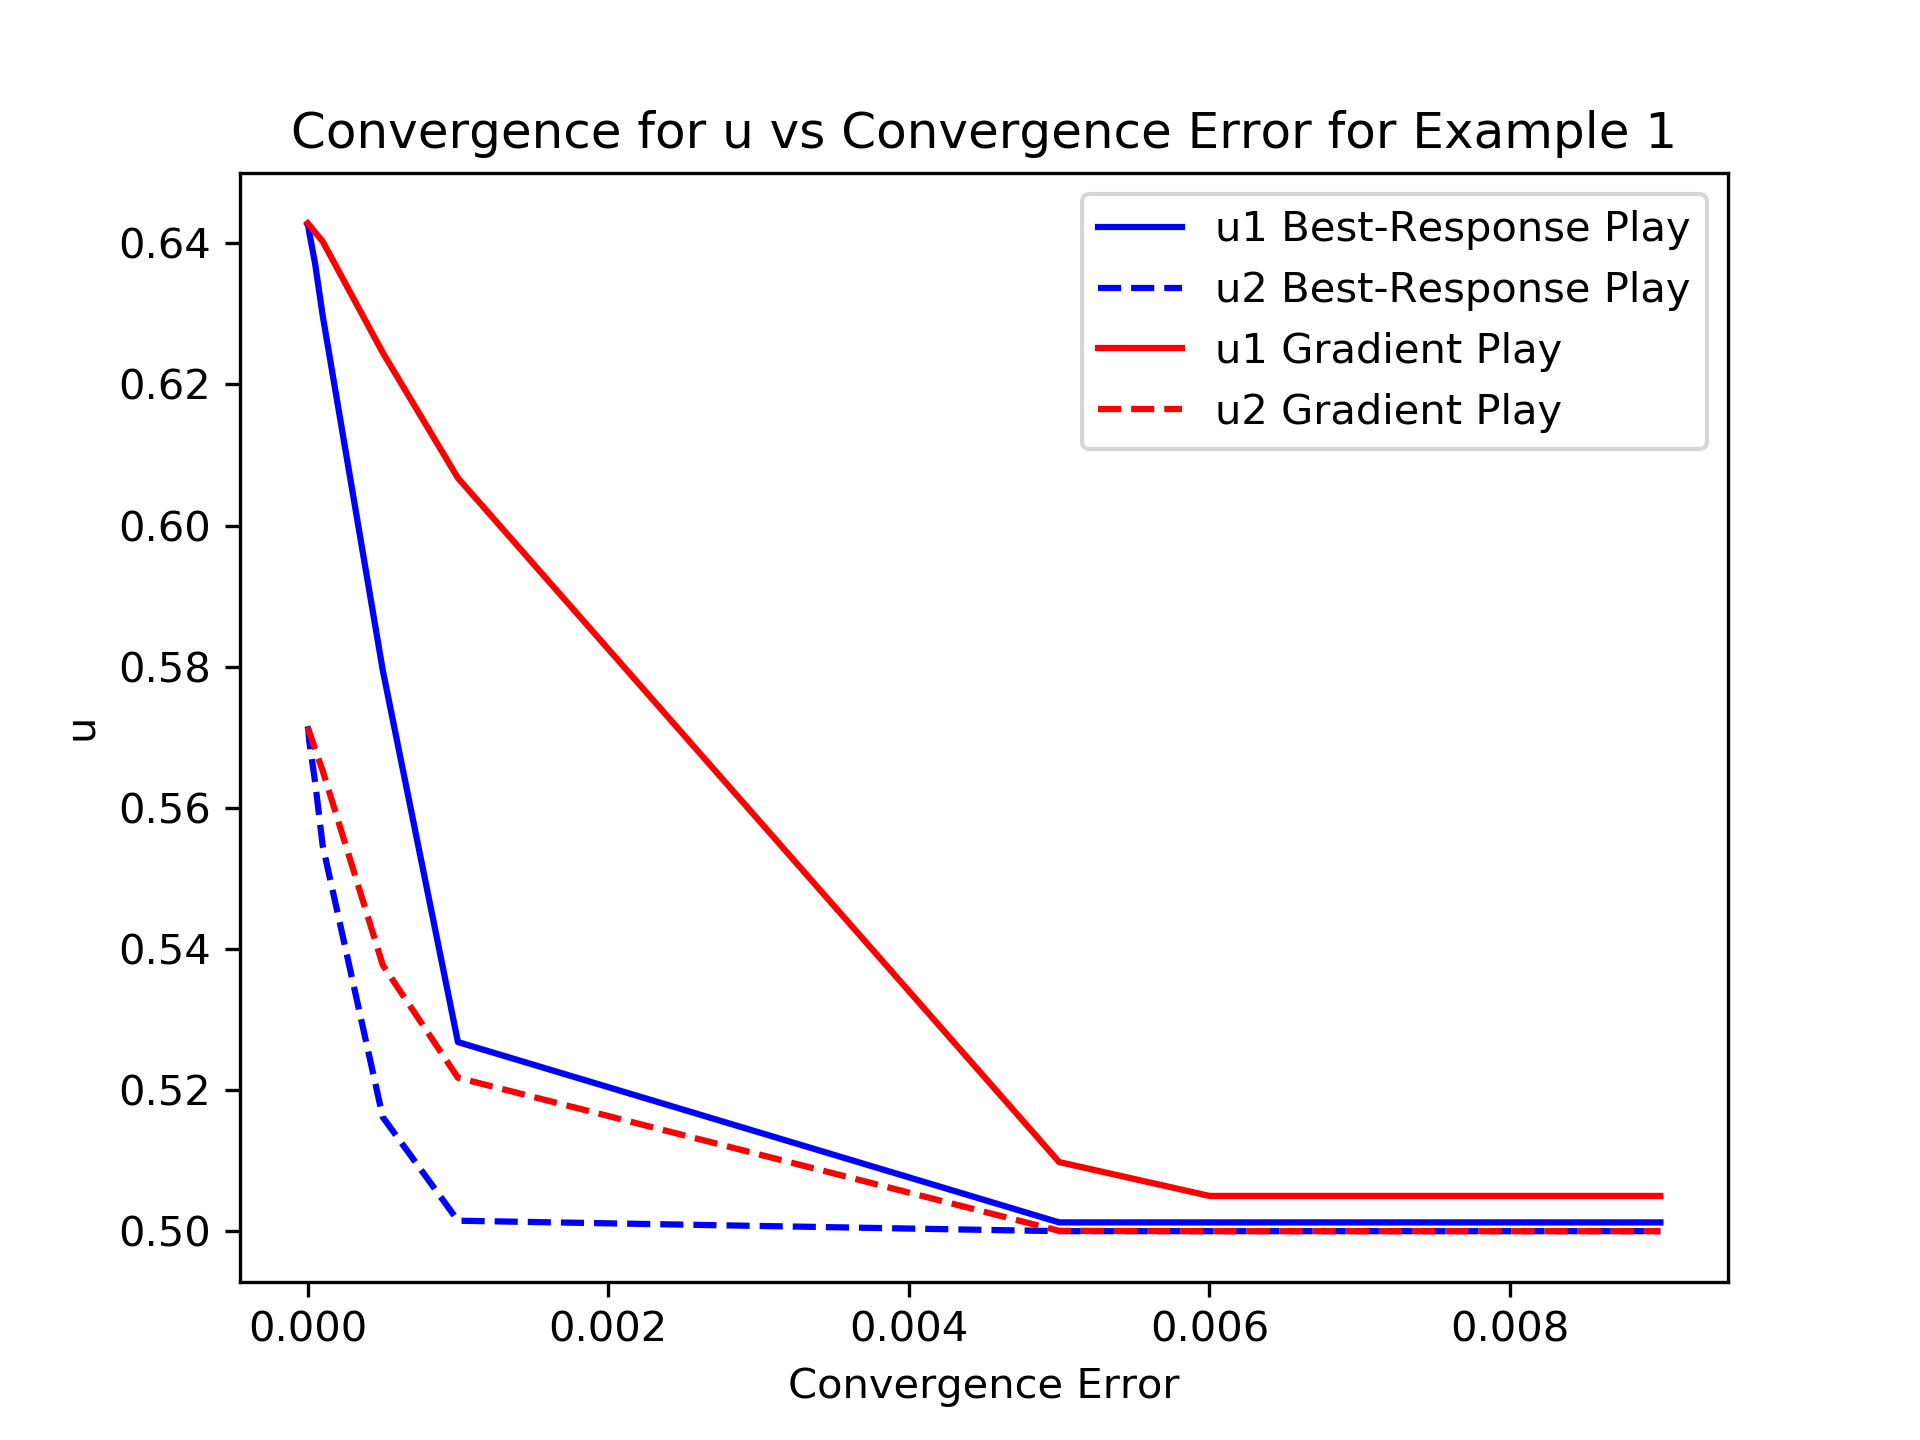 Convergence for u vs Convergence Error for Example 1
u1 Best-Response Play
u2 Best-Response Play
u1 Gradient Play
u2 Gradient Play
0.64
0.62
0.60
0.58
0.56
0.54
0.52
0.50
u
0.000 0.002 0.004 0.006 0.008
Convergence Error